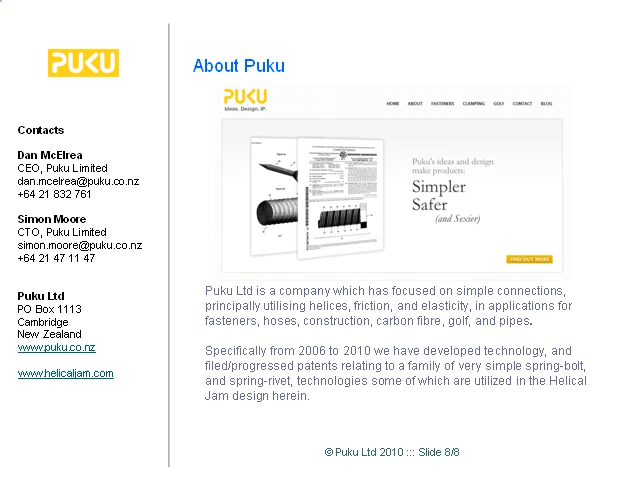 PUKU
Contacts
Dan McElrea
CEO, Puku Limited
dan.mcelrea@puku.co.nz
+64 21 832 761
Simon Moore
CTO, Puku Limited
simon.moore@puku.co.nz
+64 21 47 11 47
Puku Ltd
PO Box 1113
Cambridge
New Zealand
www.puku.co.nz
www.helicaljam.com
About Puku
PUKU
Ideas. Design. IP.
HOME ABOUT FASTENERS CLAMPING GOLF CONTACT BLOG
Puku's ideas and design
make products:
Simpler
Safer
(and Sexier)
FIND OUT MORE
Puku Ltd is a company which has focused on simple connections,
principally utilising helices, friction, and elasticity, in applications for
fasteners, hoses, construction, carbon fibre, golf, and pipes.
Specifically from 2006 to 2010 we have developed technology, and
filed/progressed patents relating to a family of very simple spring-bolt,
and spring-rivet, technologies some of which are utilized in the Helical
Jam design herein.
© Puku Ltd 2010 ::: Slide 8/8